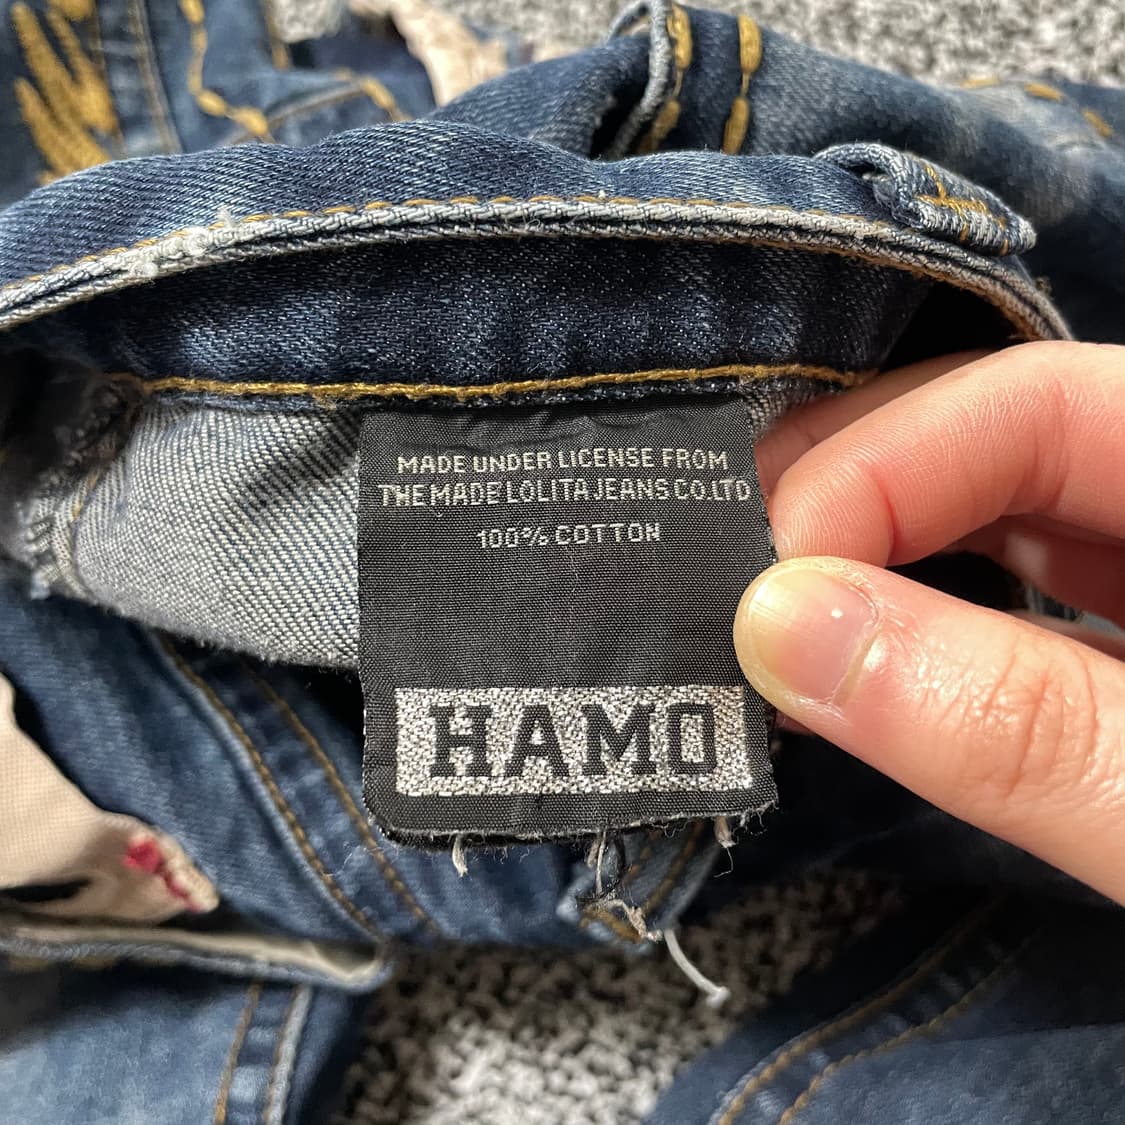 MADE UNDER LICENSE FROM
THE MADE LOLITA JEANS CO.LTD
100% COTTON
HAMO